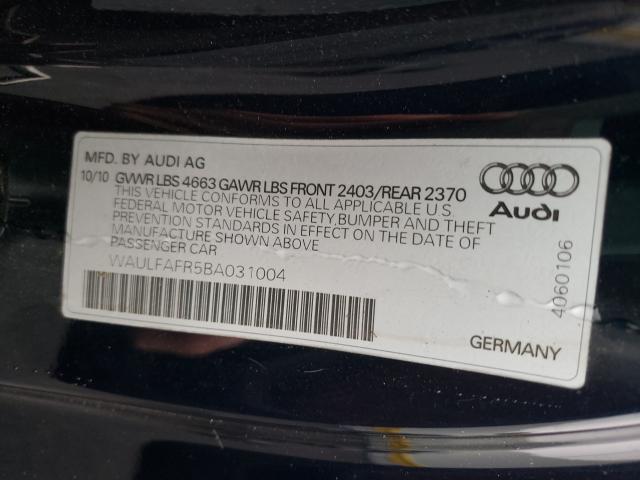 MFD. BY AUDI AG
10/10 GVWR LBS 4663 GAWR LBS FRONT 2403/REAR 2370
THIS VEHICLE CONFORMS TO ALL APPLICABLE U.S.
FEDERAL MOTOR VEHICLE SAFETY, BUMPER AND THEFT
PREVENTION STANDARDS IN EFFECT ON THE DATE OF
MANUFACTURE SHOWN ABOVE
PASSENGER CAR
WAULFAFR5BA031004
Audi
4060106
GERMANY